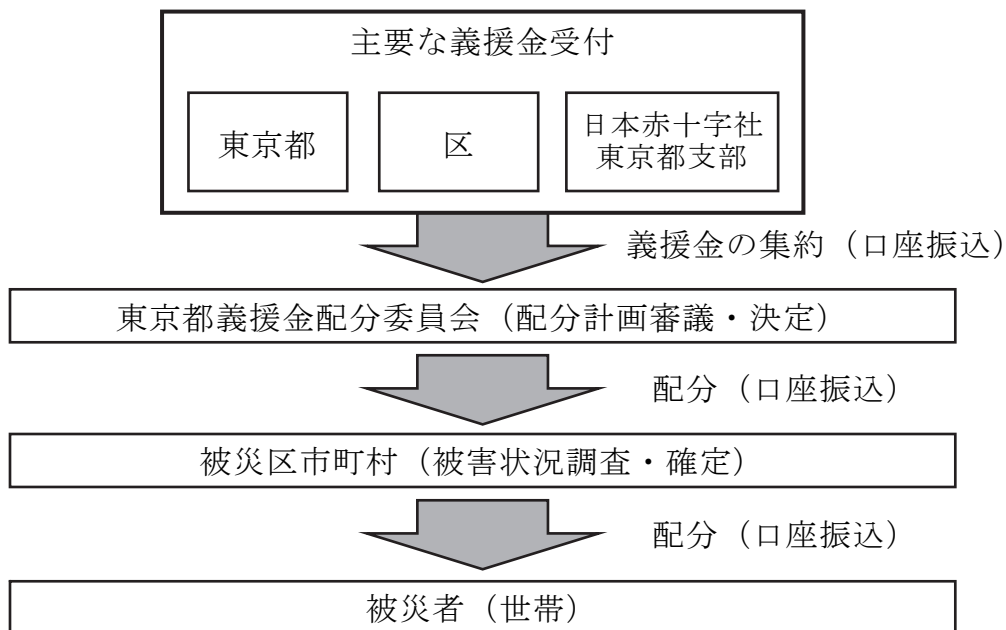 主要な義援金受付
東京都
区
日本赤十字社
東京都支部
義援金の集約（口座振込）
東京都義援金配分委員会（配分計画審議・決定）
配分（口座振込）
被災区市町村（被害状況調査・確定）
配分（口座振込）
被災者（世帯）